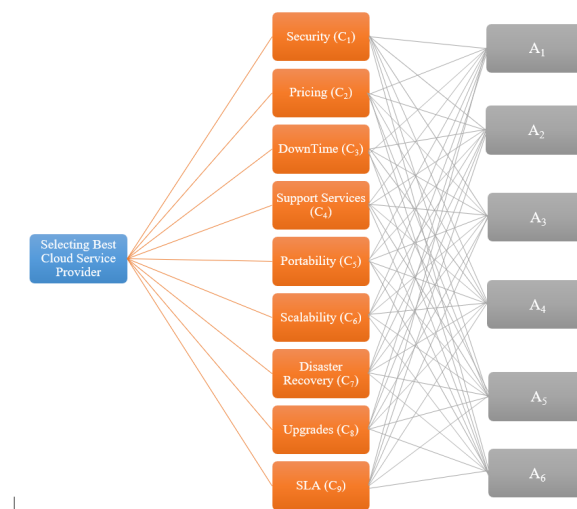 Selecting Best
Cloud Service
Provider
Security (C₁)
Pricing (C₂)
DownTime (C₃)
Support Services
(C₄)
Portability (C₅)
Scalability (C₆)
Disaster
Recovery (C₇)
Upgrades (C₈)
SLA (C₉)
A₁
A₂
A₃
A₄
A₅
A₆